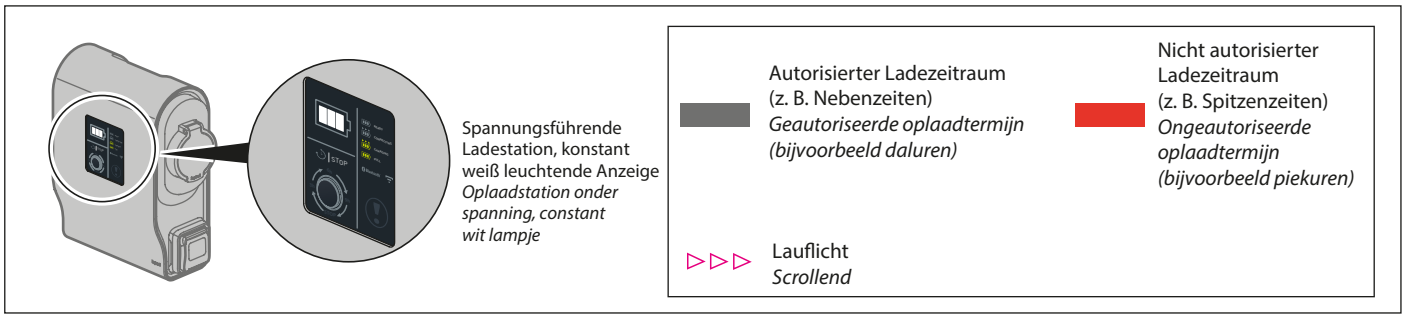 STOP
Spannungsführende
Ladestation, konstant
weiß leuchtende Anzeige
Oplaadstation onder
spanning, constant
wit lampje
Autorisierter Ladezeitraum
(z. B. Nebenzeiten)
Geautoriseerde oplaadtermijn
(bijvoorbeeld daluren)
Nicht autorisierter
Ladezeitraum
(z. B. Spitzenzeiten)
Ongeautoriseerde
oplaadtermijn
(bijvoorbeeld piekuren)
Lauflicht
Scrollend